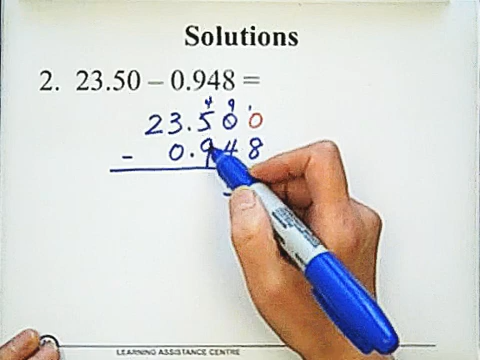 Solutions
2. 23.50 – 0.948 =
4 9 1
23.500
- 0.948
LEARNING ASSISTANCE CENTRE